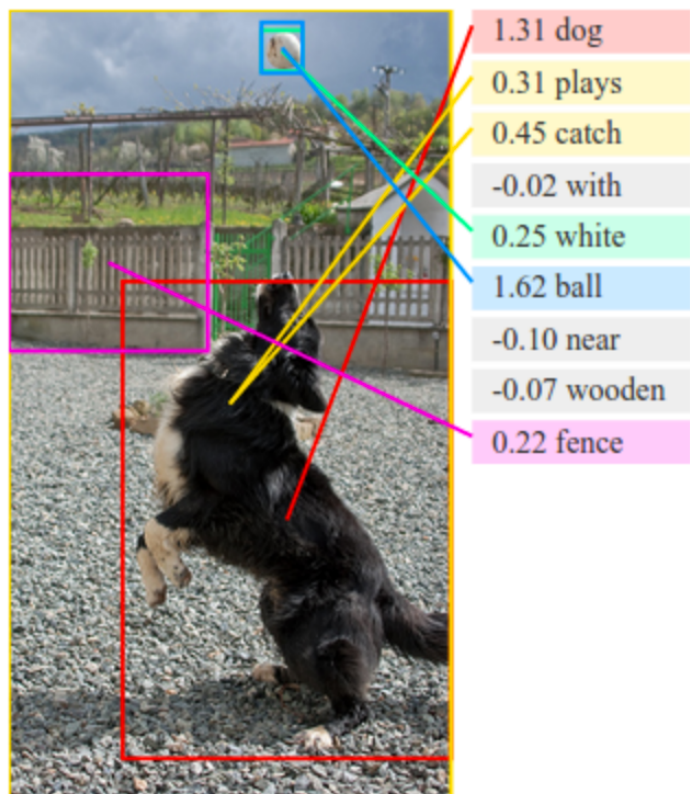 1.31 dog
0.31 plays
0.45 catch
-0.02 with
0.25 white
1.62 ball
-0.10 near
-0.07 wooden
0.22 fence